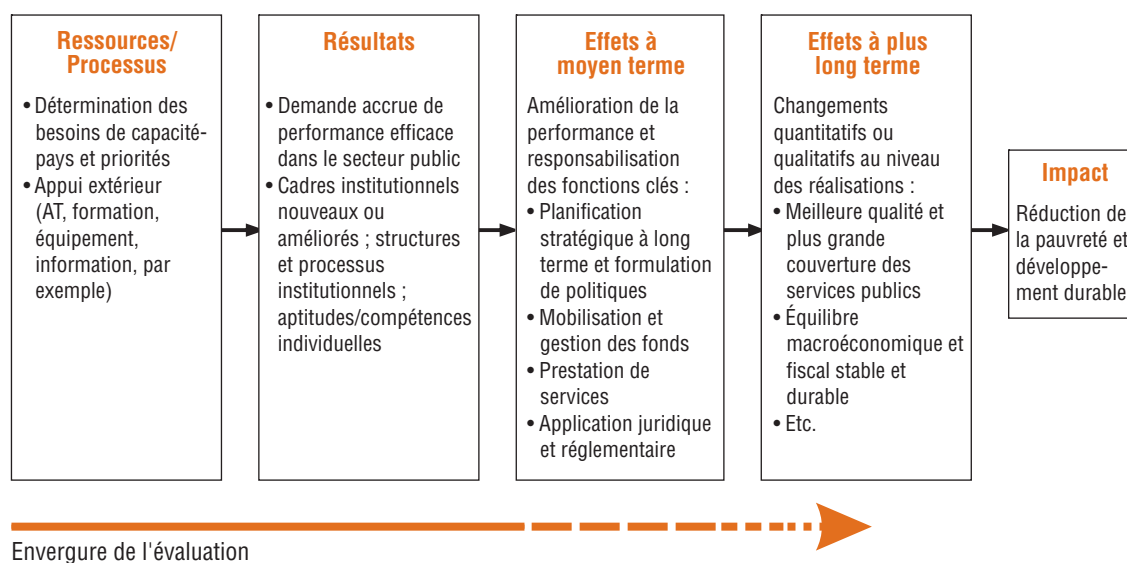 Ressources/
Processus
• Détermination des
besoins de capacité-
pays et priorités
• Appui extérieur
(AT, formation,
équipement,
information, par
exemple)
Résultats
• Demande accrue de
performance efficace
dans le secteur public
• Cadres institutionnels
nouveaux ou
améliorés ; structures
et processus
institutionnels ;
aptitudes/compétences
individuelles
Effets à
moyen terme
Amélioration de la
performance et
responsabilisation
des fonctions clés :
• Planification
stratégique à long
terme et formulation
de politiques
• Mobilisation et
gestion des fonds
• Prestation de
services
• Application juridique
et réglementaire
Effets à plus
long terme
Changements
quantitatifs ou
qualitatifs au niveau
des réalisations :
• Meilleure qualité et
plus grande
couverture des
services publics
• Équilibre
macroéconomique et
fiscal stable et
durable
• Etc.
Impact
Réduction de
la pauvreté et
développe-
ment durable
Envergure de l'évaluation